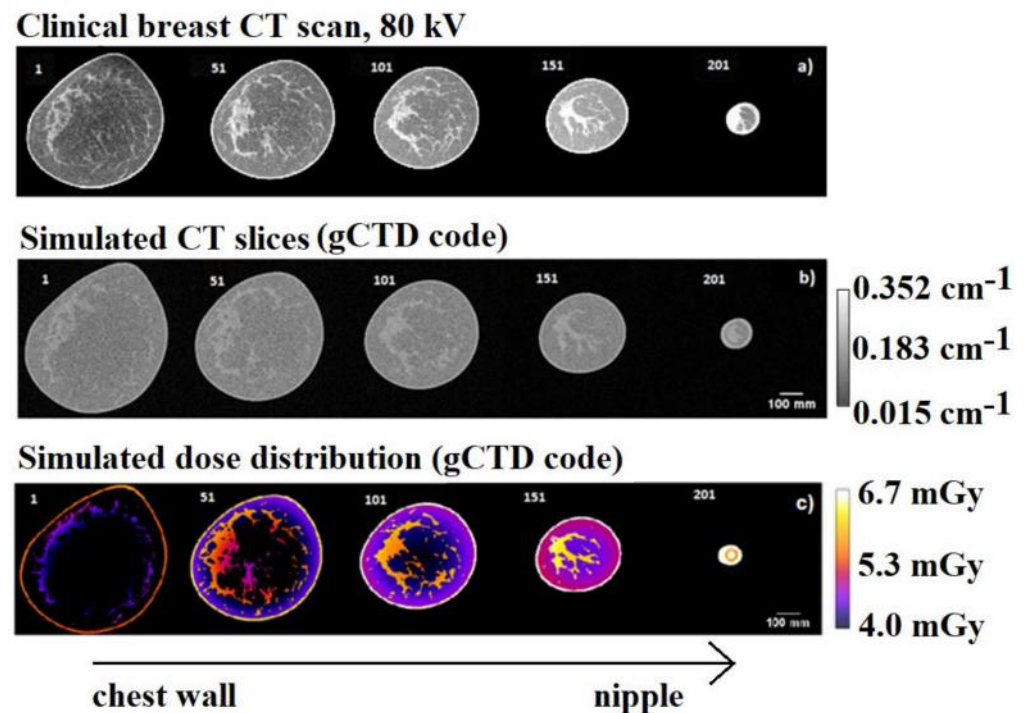 Clinical breast CT scan, 80 kV
1 51 101 151 201 a)
Simulated CT slices (gCTD code)
1 51 101 151 201 b)
100 mm
0.352 cm-1
0.183 cm-1
0.015 cm-1
Simulated dose distribution (gCTD code)
1 51 101 151 201 c)
100 mm
6.7 mGy
5.3 mGy
4.0 mGy
chest wall nipple